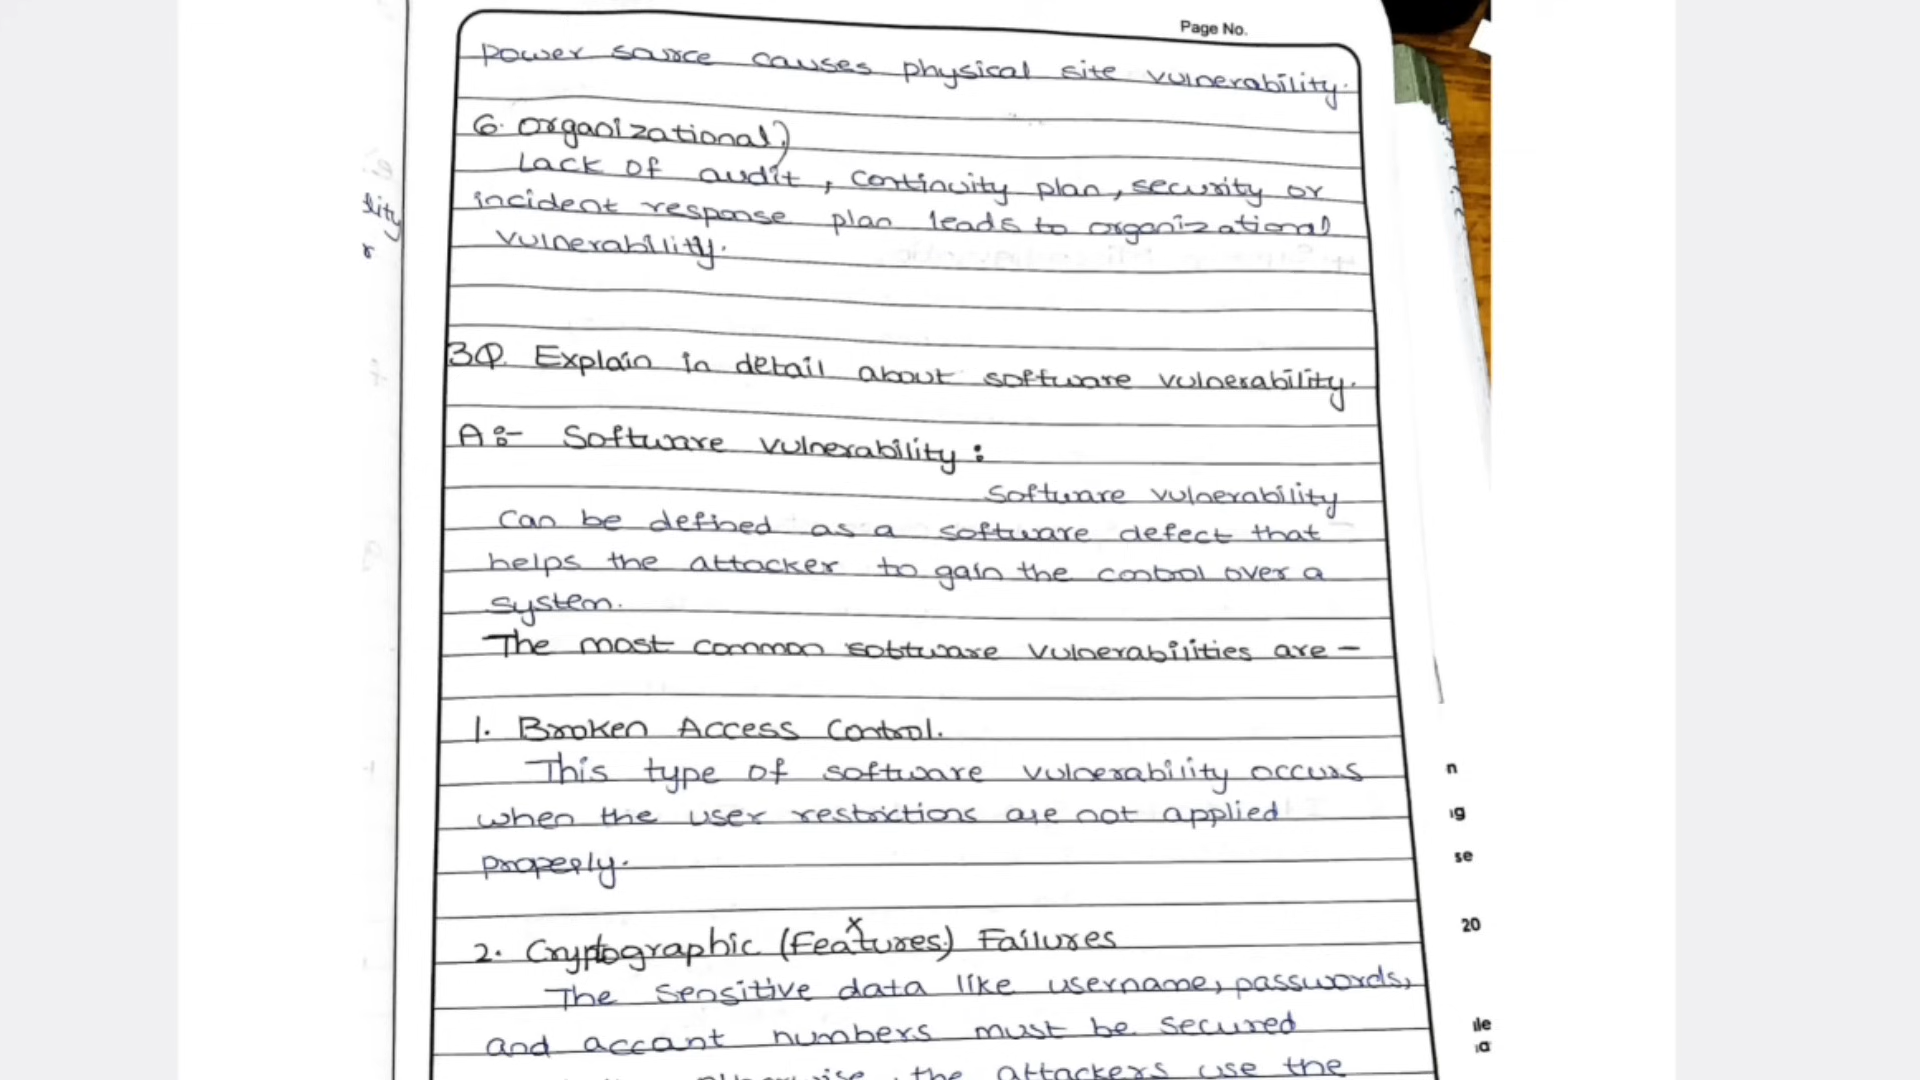 Page No.
power source causes physical site vulnerability.
6. Organizational)
Lack of audit, continuity plan, security or
incident response plan leads to organizational
vulnerability.
lity
r
3Q. Explain in detail about software vulnerability.
A:- Software vulnerability:
Software vulnerability
can be defined as a software defect that
helps the attacker to gain the control over a
system.
The most common software vulnerabilities are -
1. Broken Access Control.
This type of software vulnerability occurs
when the user restrictions are not applied
properly.
2. Cryptographic (Features) Failures
x
The sensitive data like username, passwords,
and account numbers must be secured
the attackers use the
n
ig
se
20